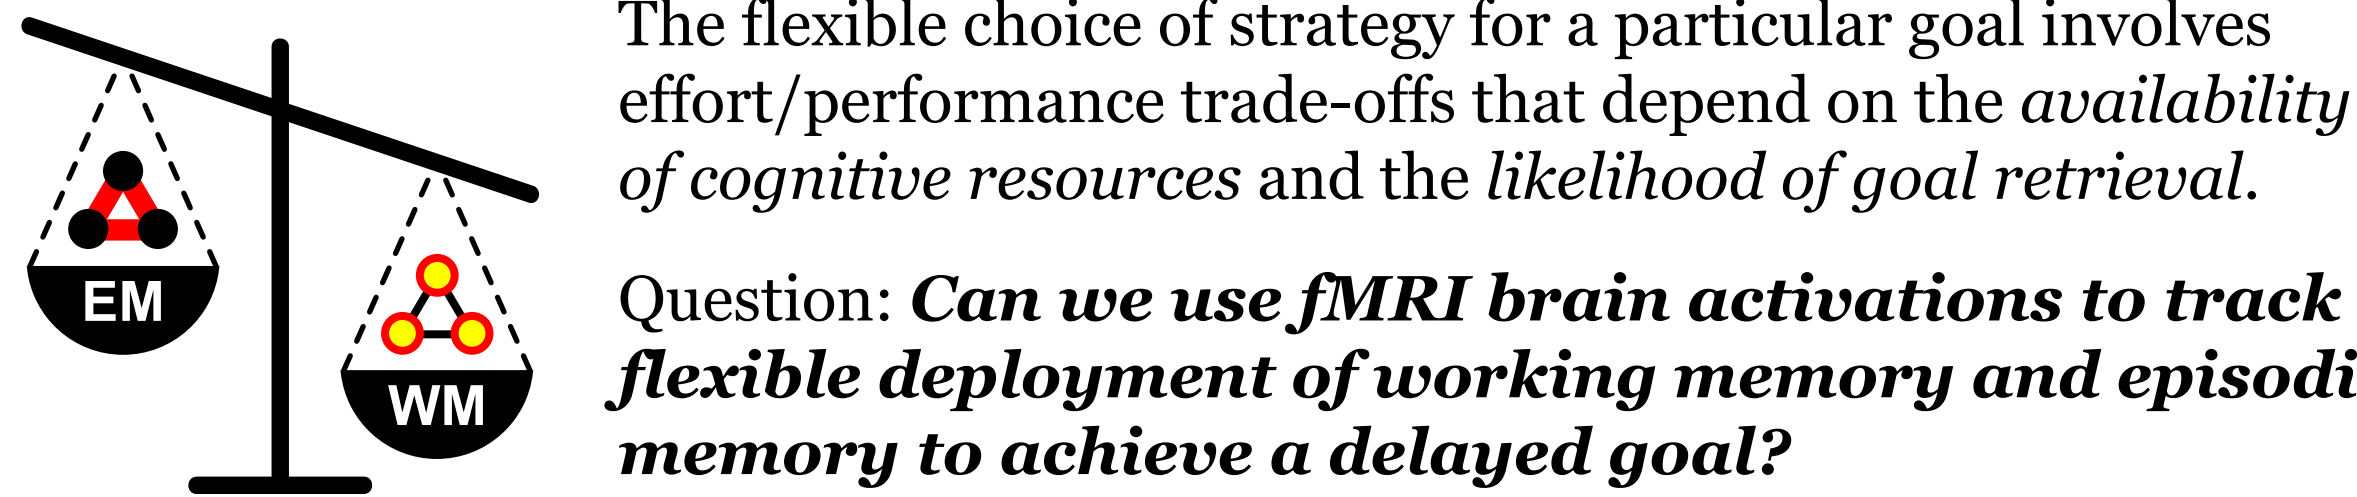 The flexible choice of strategy for a particular goal involves
effort/performance trade-offs that depend on the availability
of cognitive resources and the likelihood of goal retrieval.
EM
Question: Can we use fMRI brain activations to track
flexible deployment of working memory and episodi
WM
memory to achieve a delayed goal?